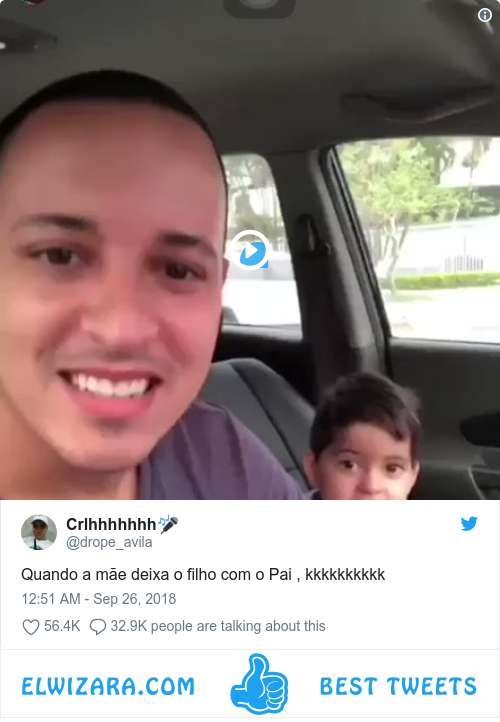 Crlhhhhhhh🎤
@drope_avila
Quando a mãe deixa o filho com o Pai , kkkkkkkkkk
12:51 AM - Sep 26, 2018
56.4K 32.9K people are talking about this
ELWIZARA.COM BEST TWEETS